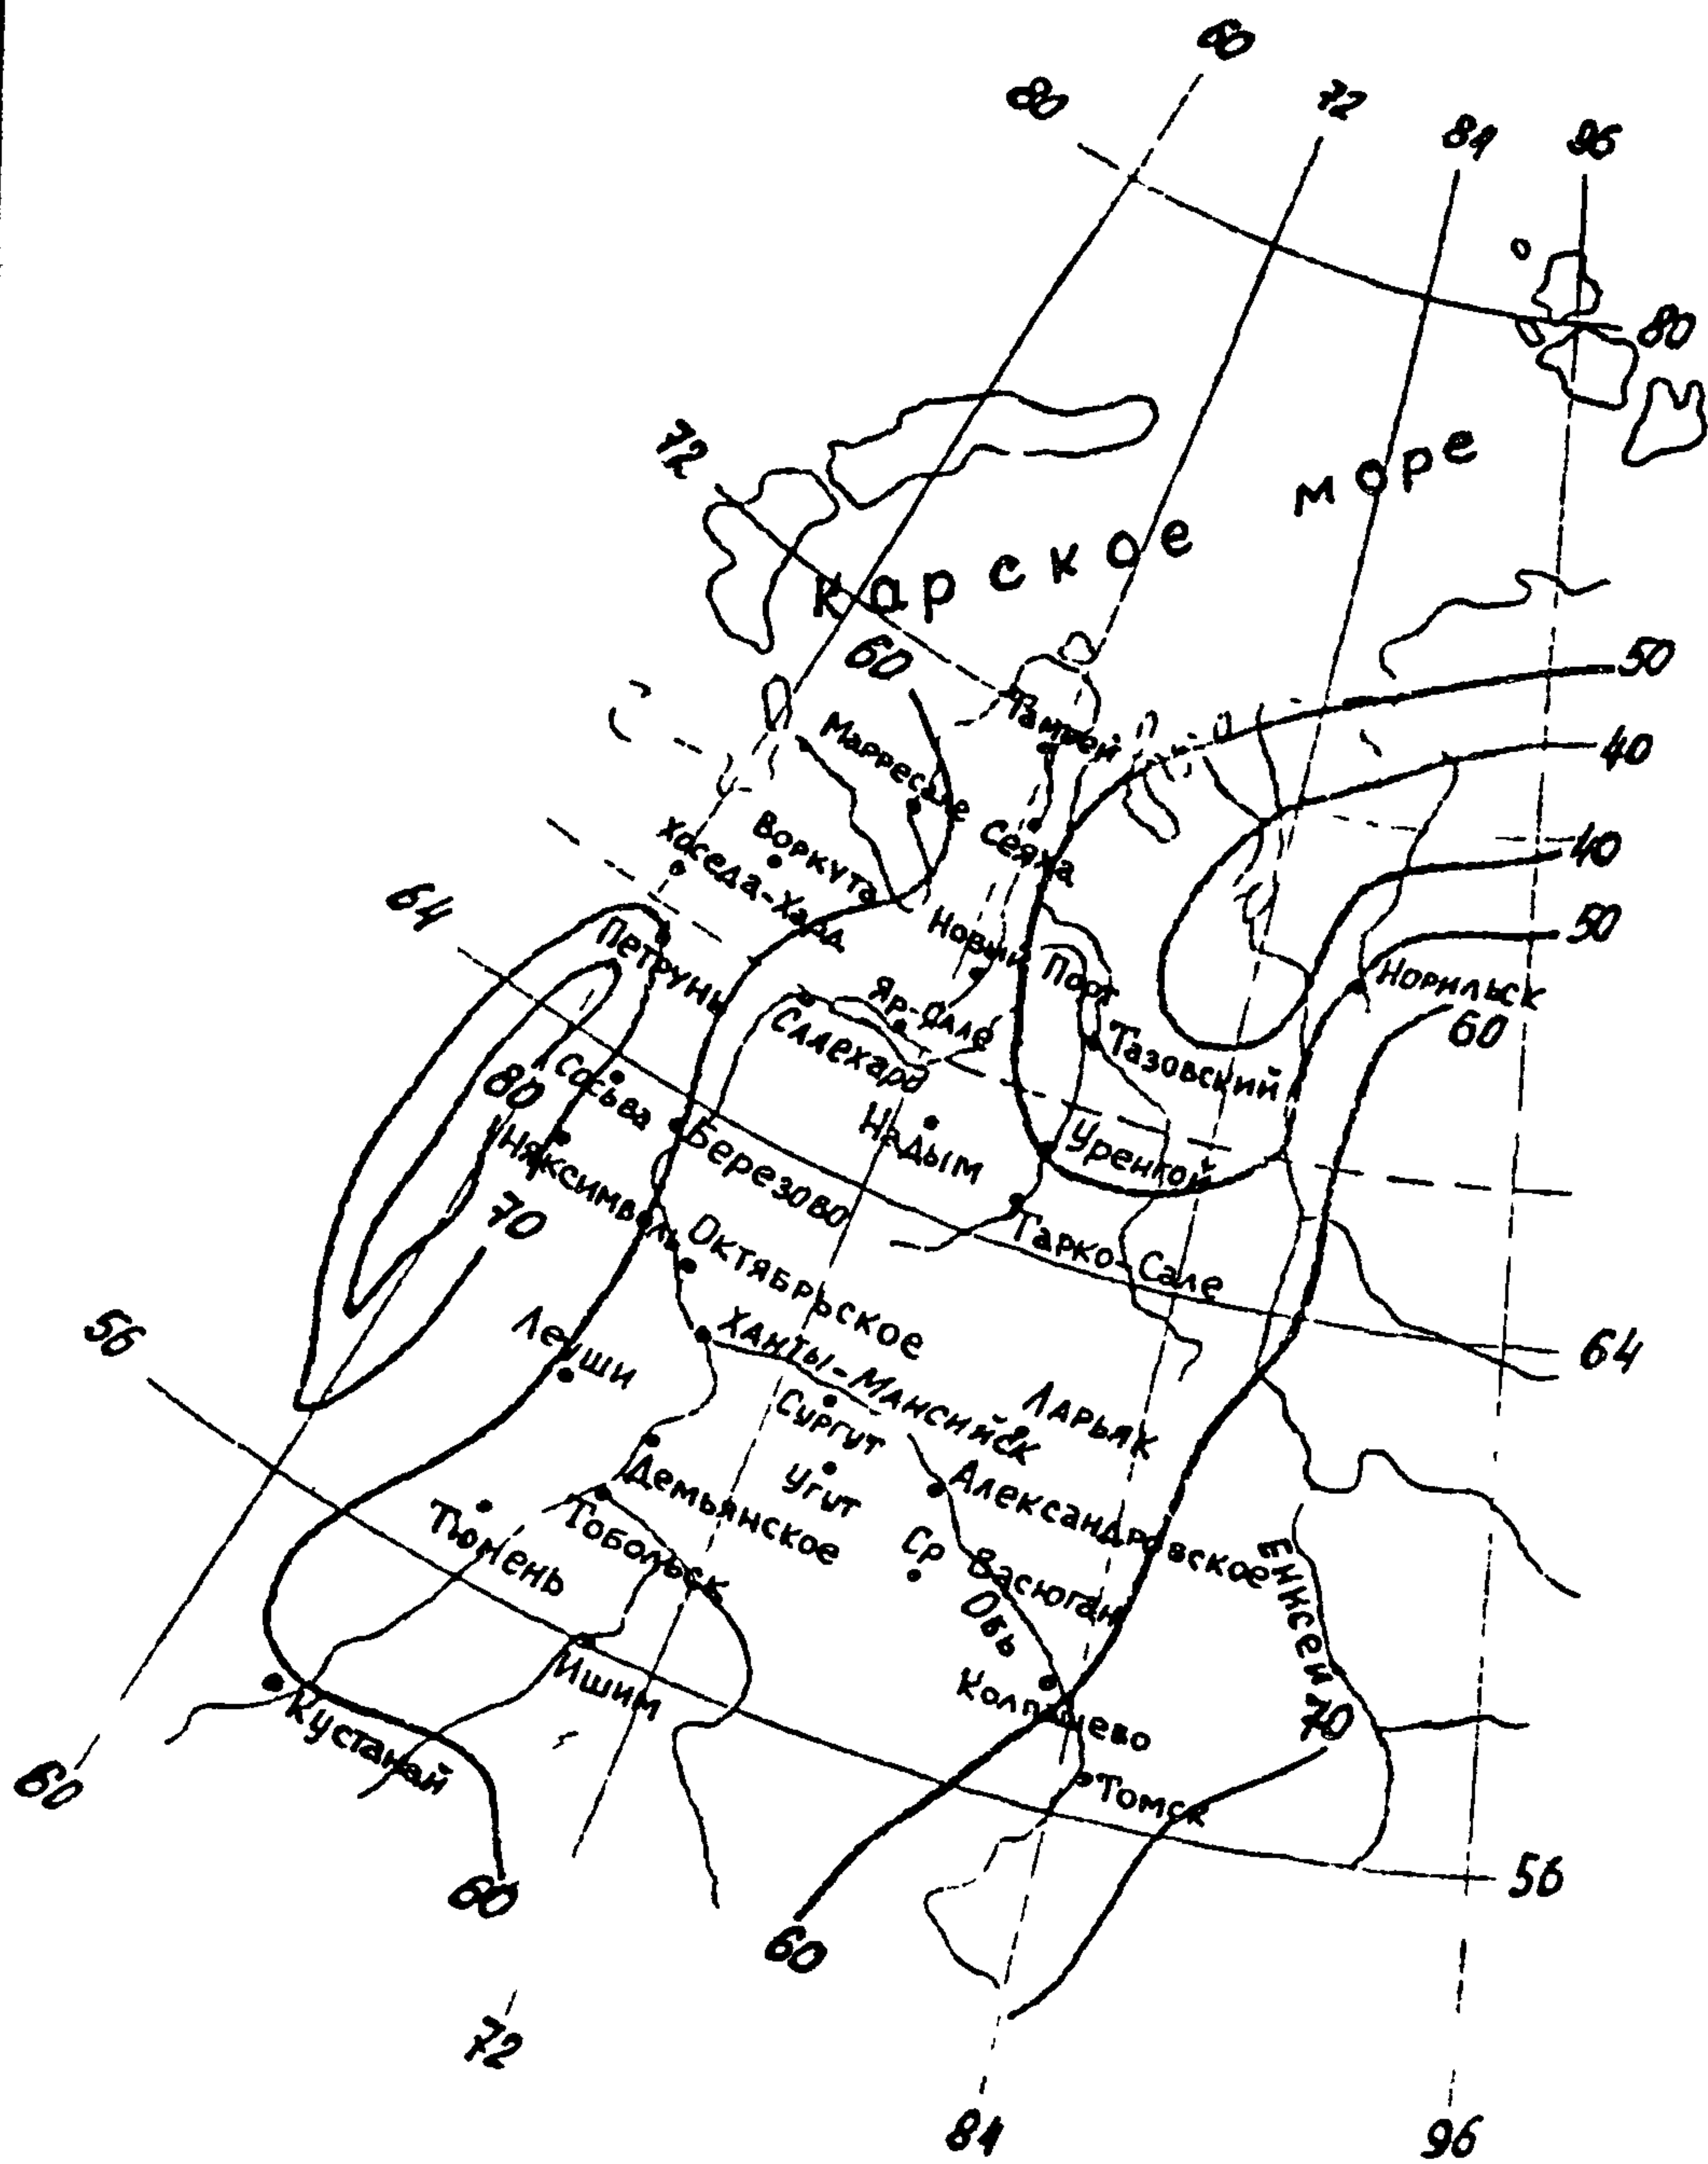 60
80
72
84
96
80
72
Карское
море
60
50
Тамбей
Марресале
40
Сеяха
Воркута
Хоседа-Хард
40
64
Новый Порт
50
Петрунь
Норильск
Яр-Сале
60
Салехард
Тазовский
Сосьва
80
Надым
Уренгой
Няксимволь
Березово
70
Октябрьское
Тарко-Сале
56
Ханты-Мансийск
64
Леуши
Ларьяк
Сургут
Угут
Александровское
Демьянское
Тюмень
Тобольск
Ср Васюган
Енисей
Обь
Ишим
Колпашево
70
Кустанай
60
Томск
56
60
60
72
84
96